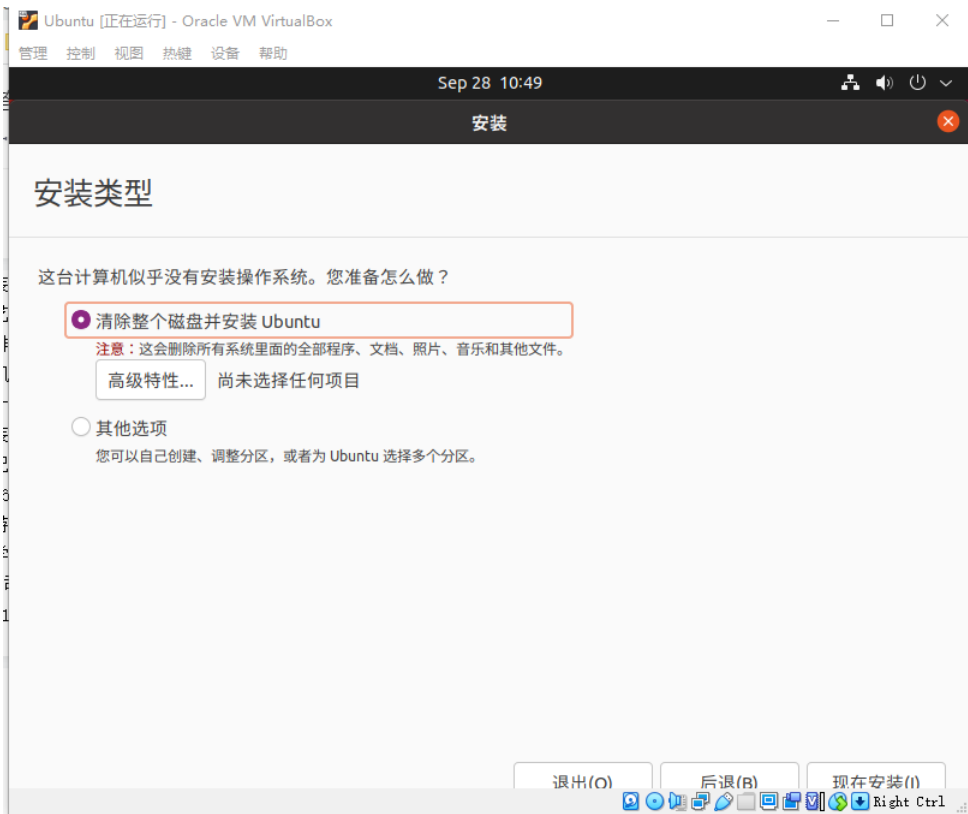 Ubuntu [正在运行] - Oracle VM VirtualBox
管理 控制 视图 热键 设备 帮助
Sep 28 10:49
安装
安装类型
这台计算机似乎没有安装操作系统。您准备怎么做？
清除整个磁盘并安装 Ubuntu
注意：这会删除所有系统里面的全部程序、文档、照片、音乐和其他文件。
高级特性... 尚未选择任何项目
其他选项
您可以自己创建、调整分区，或者为 Ubuntu 选择多个分区。
退出(Q) 后退(B) 现在安装(I)
Right Ctrl